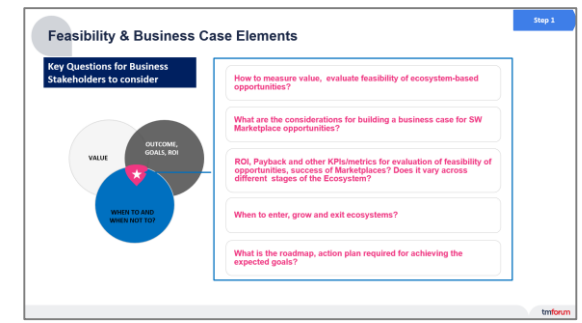 Step 1
Feasibility & Business Case Elements
Key Questions for Business
Stakeholders to consider
VALUE
OUTCOME,
GOALS, ROI
WHEN TO AND
WHEN NOT TO?
How to measure value, evaluate feasibility of ecosystem-based
opportunities?
What are the considerations for building a business case for SW
Marketplace opportunities?
ROI, Payback and other KPIs/metrics for evaluation of feasibility of
opportunities, success of Marketplaces? Does it vary across
different stages of the Ecosystem?
When to enter, grow and exit ecosystems?
What is the roadmap, action plan required for achieving the
expected goals?
tmforum